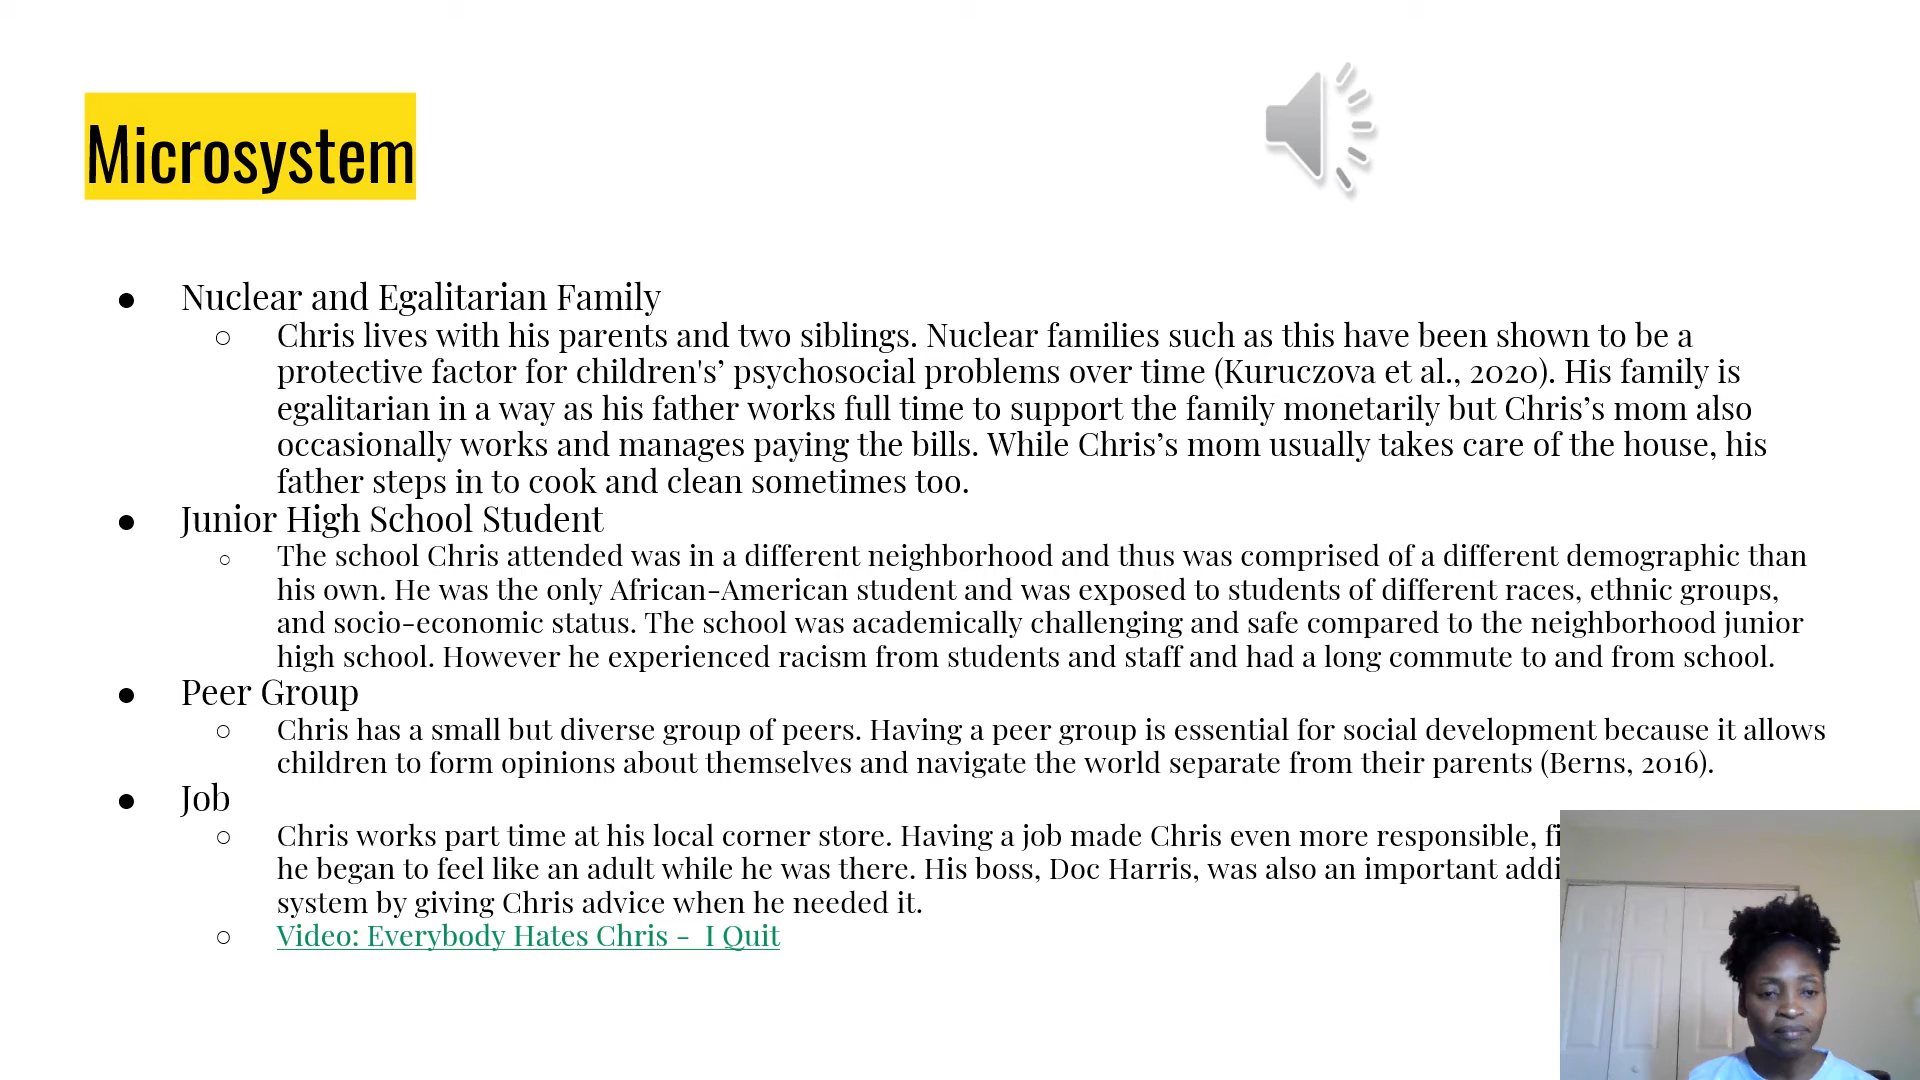 Microsystem
● Nuclear and Egalitarian Family
○ Chris lives with his parents and two siblings. Nuclear families such as this have been shown to be a
protective factor for children's’ psychosocial problems over time (Kuruczova et al., 2020). His family is
egalitarian in a way as his father works full time to support the family monetarily but Chris’s mom also
occasionally works and manages paying the bills. While Chris’s mom usually takes care of the house, his
father steps in to cook and clean sometimes too.
● Junior High School Student
○ The school Chris attended was in a different neighborhood and thus was comprised of a different demographic than
his own. He was the only African-American student and was exposed to students of different races, ethnic groups,
and socio-economic status. The school was academically challenging and safe compared to the neighborhood junior
high school. However he experienced racism from students and staff and had a long commute to and from school.
● Peer Group
○ Chris has a small but diverse group of peers. Having a peer group is essential for social development because it allows
children to form opinions about themselves and navigate the world separate from their parents (Berns, 2016).
● Job
○ Chris works part time at his local corner store. Having a job made Chris even more responsible,
he began to feel like an adult while he was there. His boss, Doc Harris, was also an important
system by giving Chris advice when he needed it.
○ Video: Everybody Hates Chris - I Quit